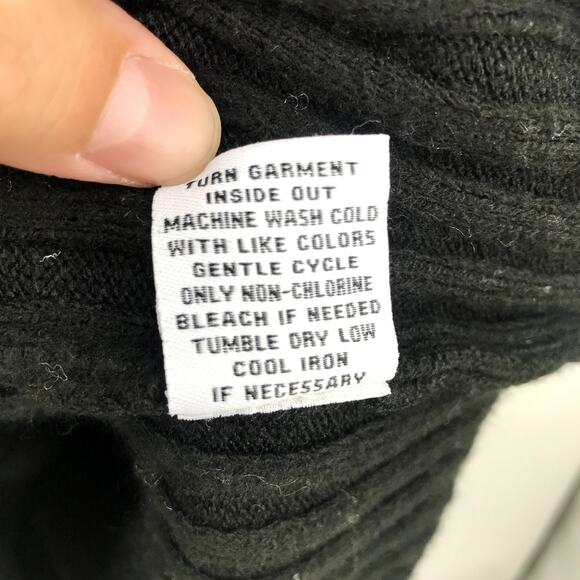 TURN GARMENT
INSIDE OUT
MACHINE WASH COLD
WITH LIKE COLORS
GENTLE CYCLE
ONLY NON-CHLORINE
BLEACH IF NEEDED
TUMBLE DRY LOW
COOL IRON
IF NECESSARY